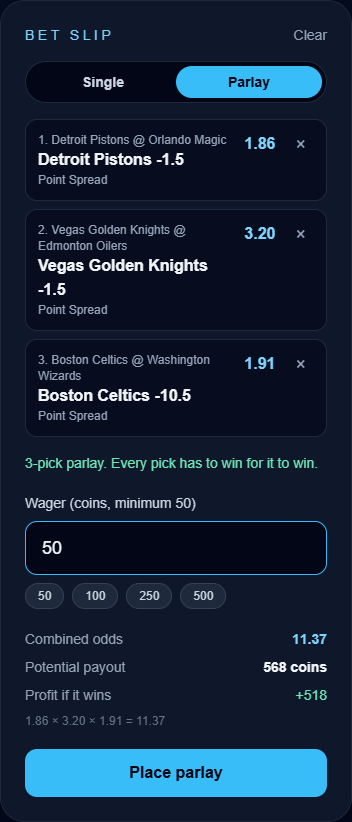 BET SLIP Clear
Single Parlay
1. Detroit Pistons @ Orlando Magic 1.86 ×
Detroit Pistons -1.5
Point Spread
2. Vegas Golden Knights @ 3.20 ×
Edmonton Oilers
Vegas Golden Knights
-1.5
Point Spread
3. Boston Celtics @ Washington 1.91 ×
Wizards
Boston Celtics -10.5
Point Spread
3-pick parlay. Every pick has to win for it to win.
Wager (coins, minimum 50)
50
50 100 250 500
Combined odds 11.37
Potential payout 568 coins
Profit if it wins +518
1.86 × 3.20 × 1.91 = 11.37
Place parlay